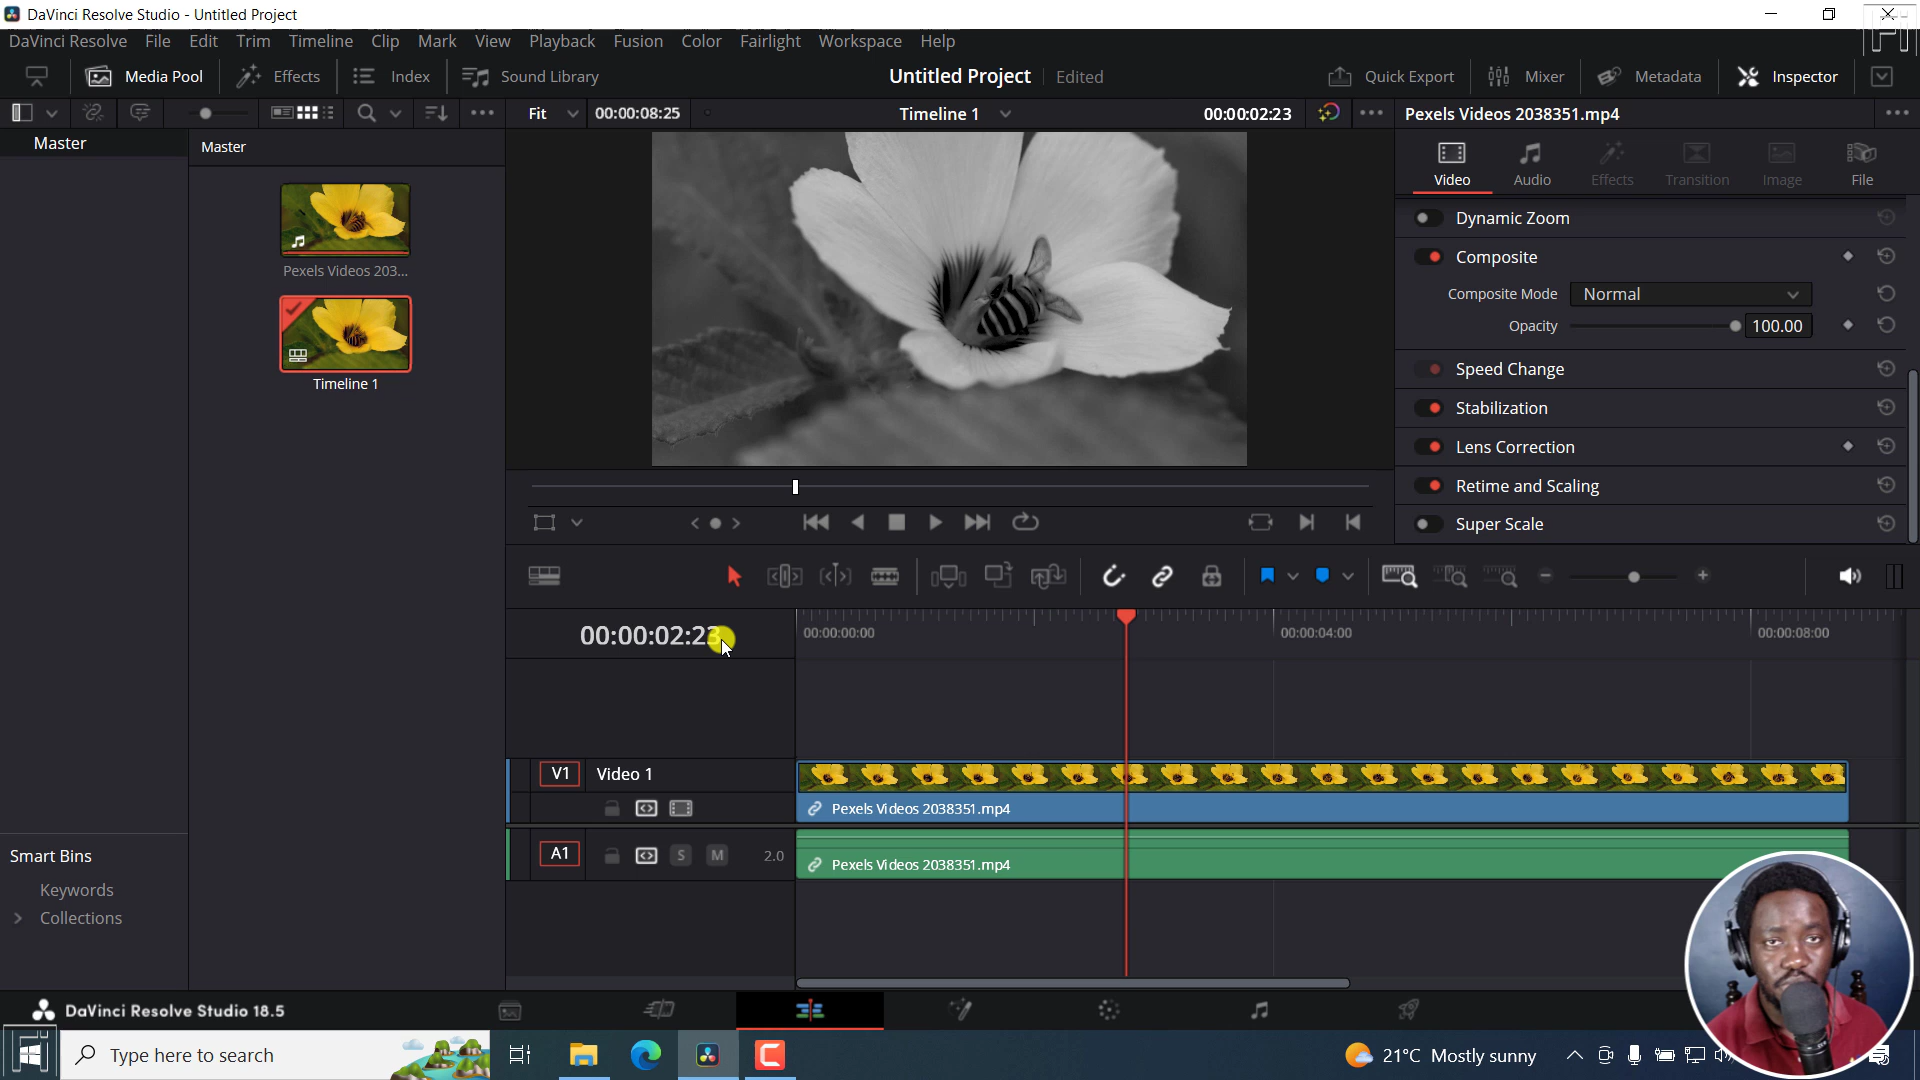 DaVinci Resolve Studio - Untitled Project
DaVinci Resolve File Edit Trim Timeline Clip Mark View Playback Fusion Color Fairlight Workspace Help
Media Pool Effects Index Sound Library Untitled Project Edited Quick Export Mixer Metadata Inspector
Fit 00:00:08:25 Timeline 1 00:00:02:23 Pexels Videos 2038351.mp4
Master Master
Video Audio Effects Transition Image File
Dynamic Zoom
Composite
Composite Mode Normal
Opacity 100.00
Speed Change
Stabilization
Lens Correction
Retime and Scaling
Super Scale
Pexels Videos 203...
Timeline 1
00:00:02:23 00:00:00:00 00:00:04:00 00:00:08:00
V1 Video 1
Pexels Videos 2038351.mp4
A1 S M 2.0
Pexels Videos 2038351.mp4
Smart Bins
Keywords
Collections
DaVinci Resolve Studio 18.5
Type here to search 21°C Mostly sunny